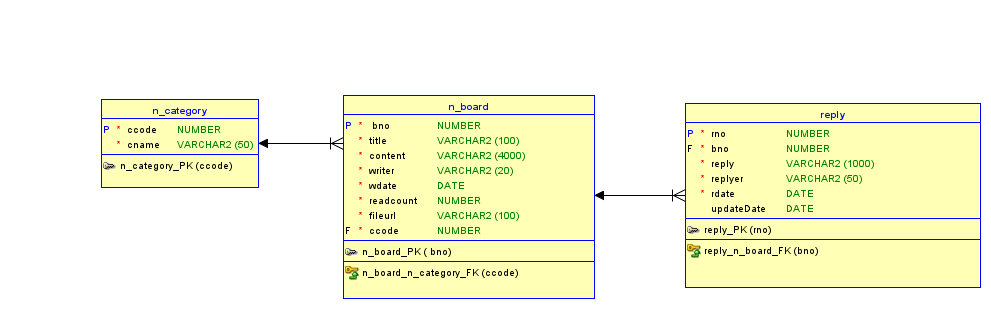 n_category
P * ccode NUMBER
* cname VARCHAR2 (50)
n_category_PK (ccode)
n_board
P * bno NUMBER
* title VARCHAR2 (100)
* content VARCHAR2 (4000)
* writer VARCHAR2 (20)
* wdate DATE
* readcount NUMBER
* fileurl VARCHAR2 (100)
F * ccode NUMBER
n_board_PK ( bno)
n_board_n_category_FK (ccode)
reply
P * rno NUMBER
F * bno NUMBER
* reply VARCHAR2 (1000)
* replyer VARCHAR2 (50)
* rdate DATE
updateDate DATE
reply_PK (rno)
reply_n_board_FK (bno)